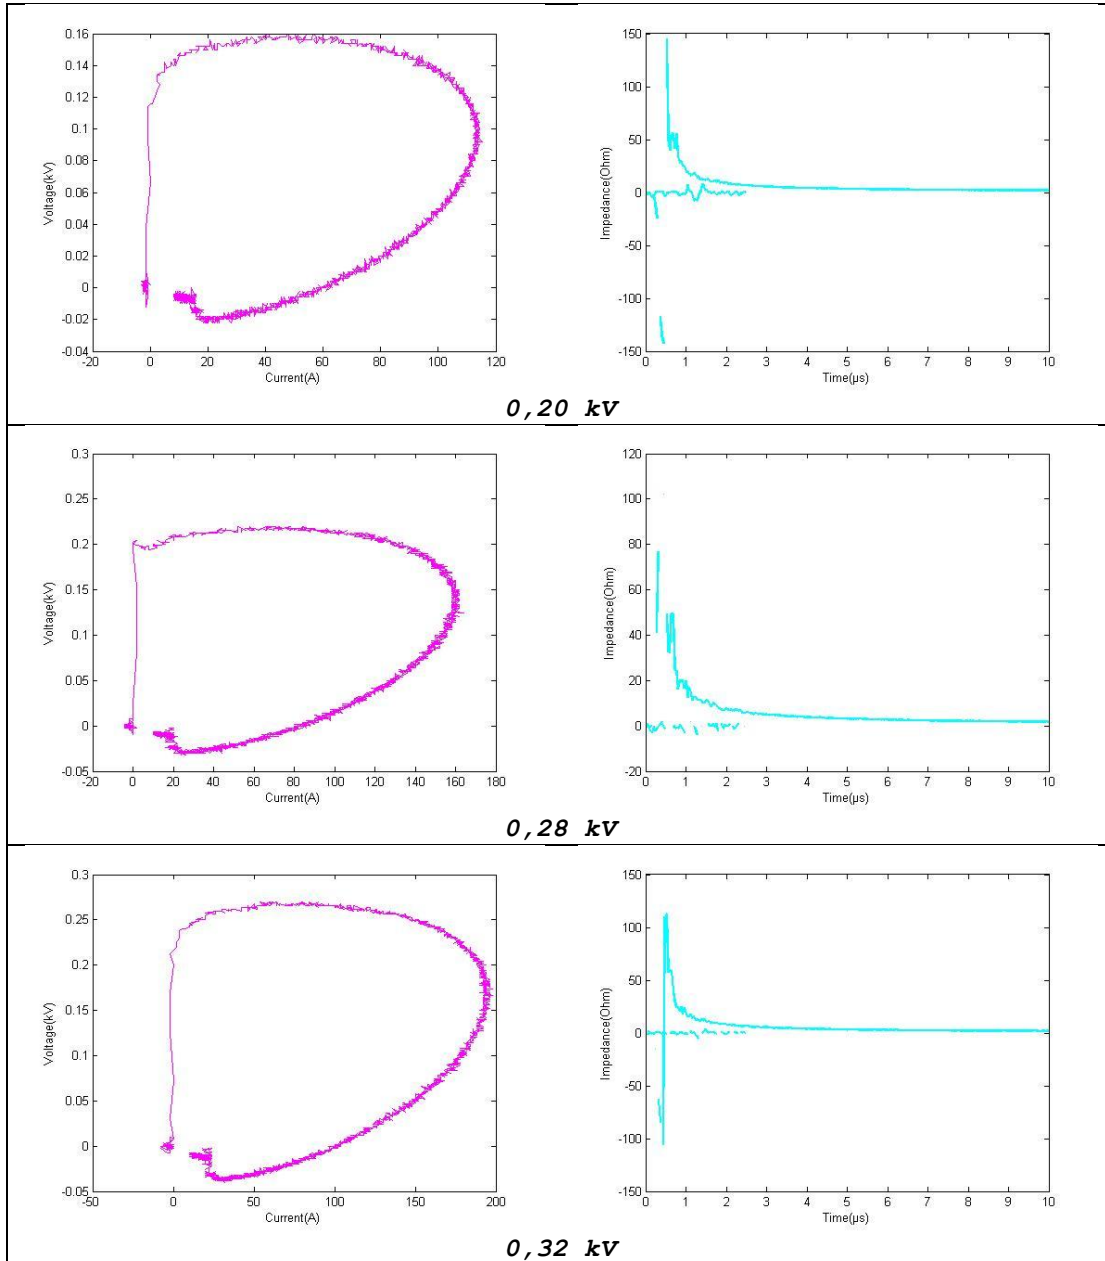 0.16
0.14
0.12
0.1
0.08
0.06
0.04
0.02
0
-0.02
-0.04
Voltage(kV)
-20 0 20 40 60 80 100 120
Current(A)
150
100
50
0
-50
-100
-150
Impedance(Ohm)
0 1 2 3 4 5 6 7 8 9 10
Time(µs)
0,20 kV
0.3
0.25
0.2
0.15
0.1
0.05
0
-0.05
Voltage(kV)
-20 0 20 40 60 80 100 120 140 160 180
Current(A)
120
100
80
60
40
20
0
-20
Impedance(Ohm)
0 1 2 3 4 5 6 7 8 9 10
Time(µs)
0,28 kV
0.3
0.25
0.2
0.15
0.1
0.05
0
-0.05
Voltage(kV)
-50 0 50 100 150 200
Current(A)
150
100
50
0
-50
-100
-150
Impedance(Ohm)
0 1 2 3 4 5 6 7 8 9 10
Time(µs)
0,32 kV